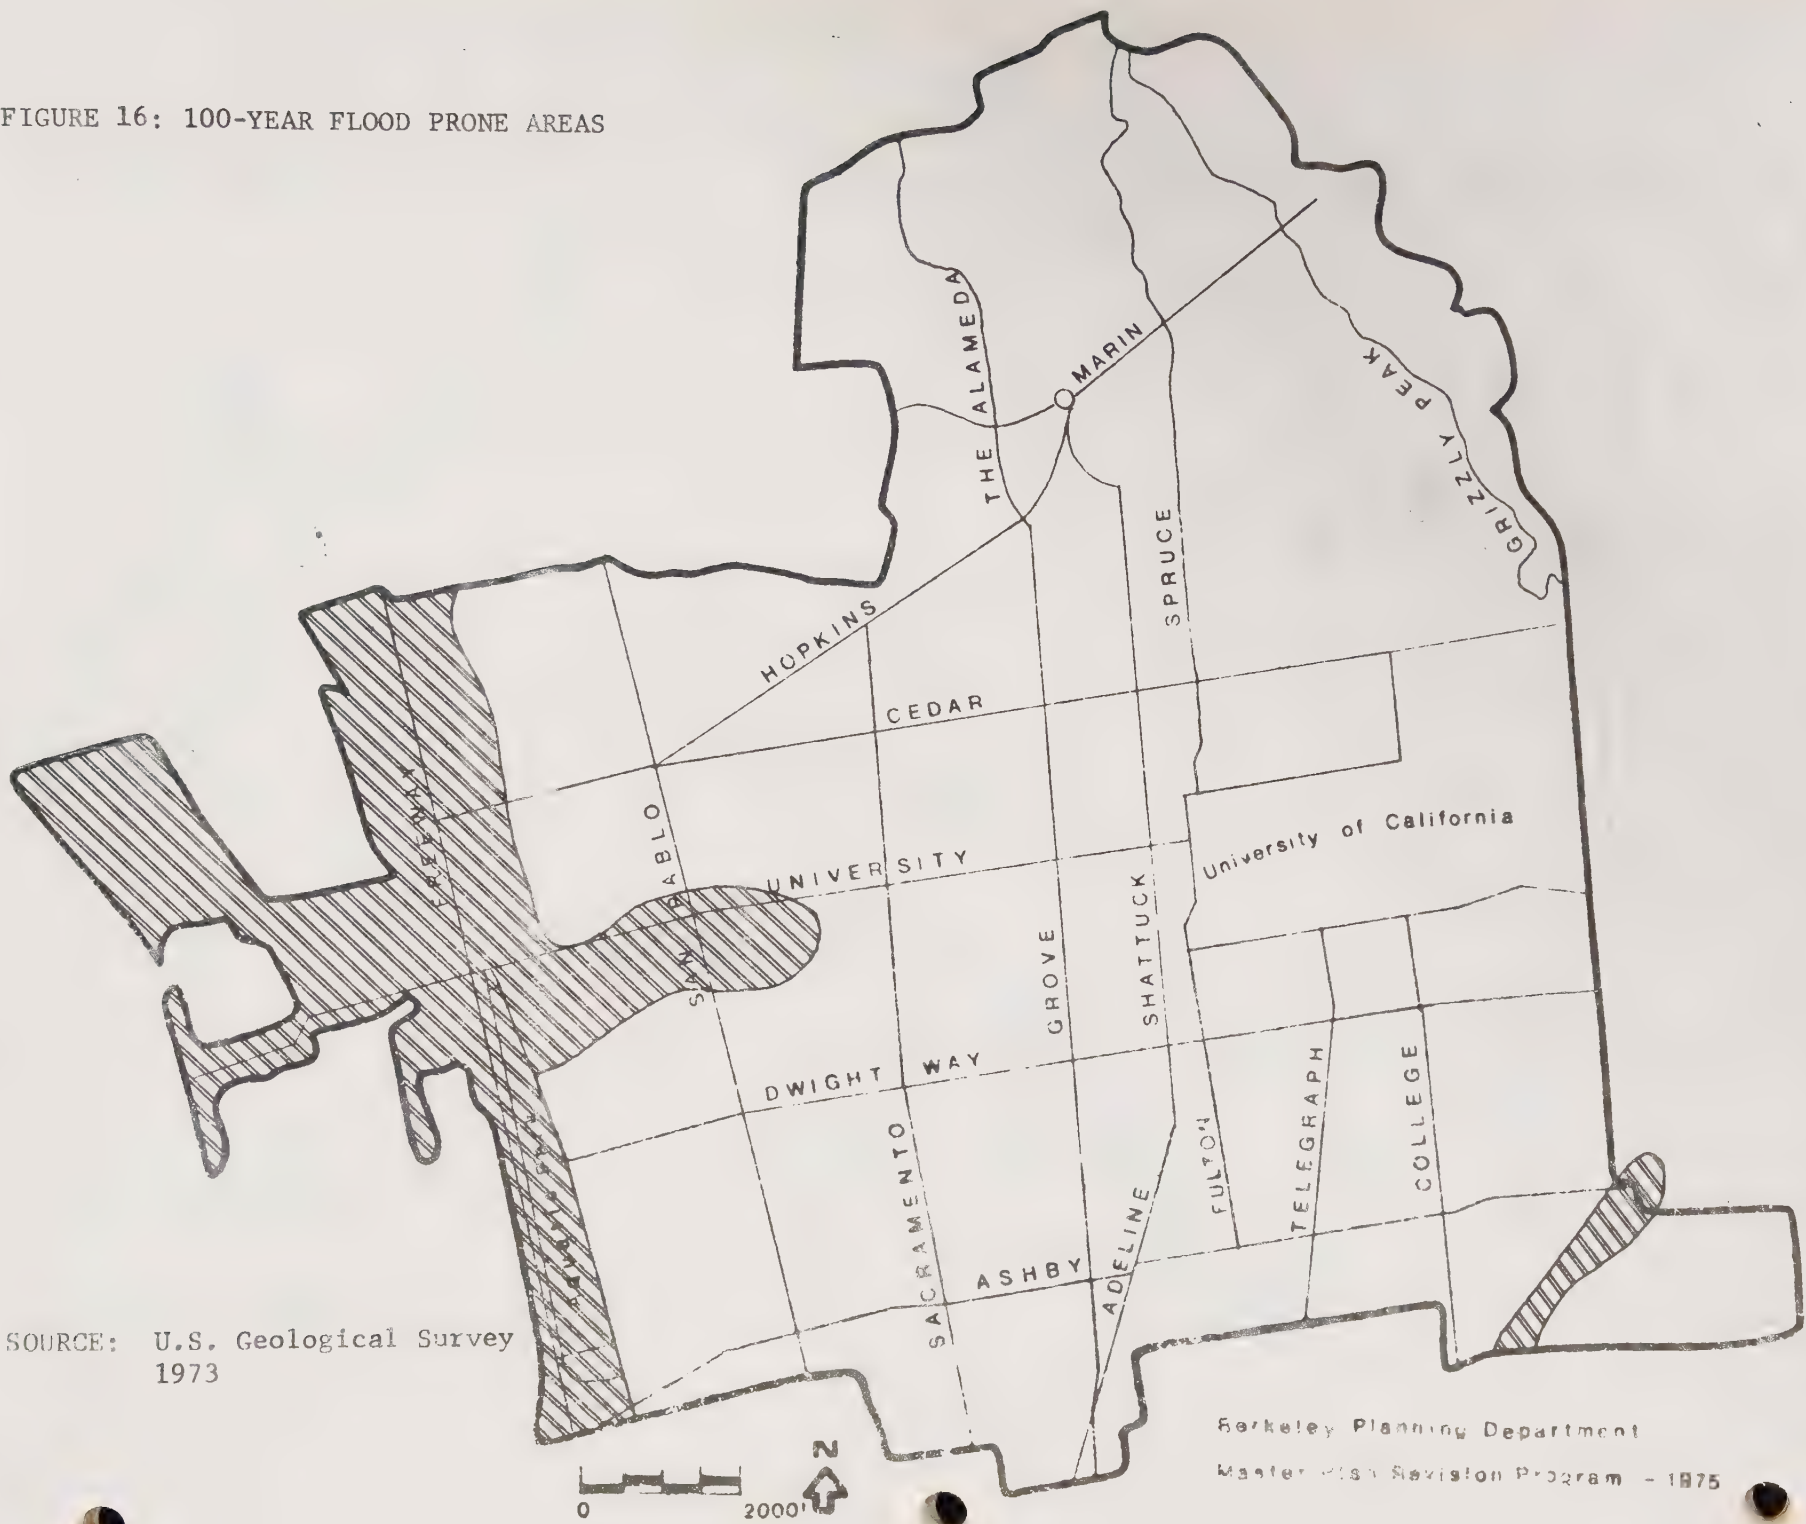 FIGURE 16: 100-YEAR FLOOD PRONE AREAS
THE ALAMEDA
MARIN
GRIZZLY PEAK
SPRUCE
HOPKINS
CEDAR
FREEWAY
SAN PABLO
UNIVERSITY
University of California
GROVE
SHATTUCK
DWIGHT WAY
SACRAMENTO
ADELINE
FULTON
TELEGRAPH
COLLEGE
ASHBY
SOURCE: U.S. Geological Survey
1973
N
0 2000'
Berkeley Planning Department
Master Plan Revision Program - 1975